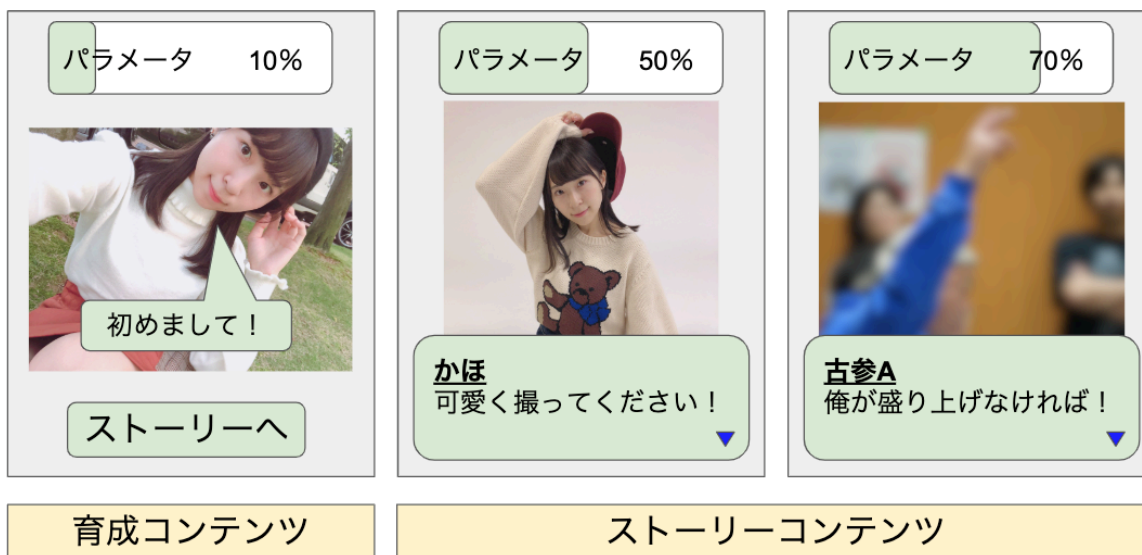 パラメータ 10%
初めまして！
ストーリーへ
パラメータ 50%
かほ
可愛く撮ってください！
パラメータ 70%
古参A
俺が盛り上げなければ！
育成コンテンツ
ストーリーコンテンツ